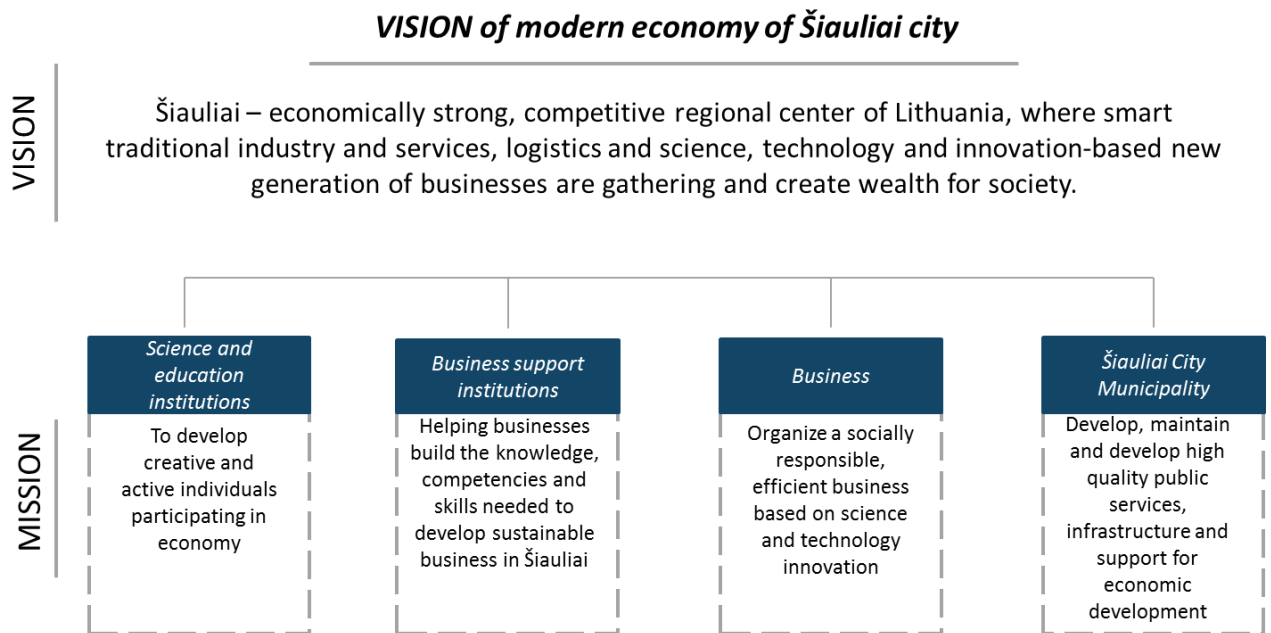 VISION of modern economy of Šiauliai city
VISION
Šiauliai – economically strong, competitive regional center of Lithuania, where smart
traditional industry and services, logistics and science, technology and innovation-based new
generation of businesses are gathering and create wealth for society.
MISSION
Science and
education
institutions
To develop
creative and
active individuals
participating in
economy
Business support
institutions
Helping businesses
build the knowledge,
competencies and
skills needed to
develop sustainable
business in Šiauliai
Business
Organize a socially
responsible,
efficient business
based on science
and technology
innovation
Šiauliai City
Municipality
Develop, maintain
and develop high
quality public
services,
infrastructure and
support for
economic
development